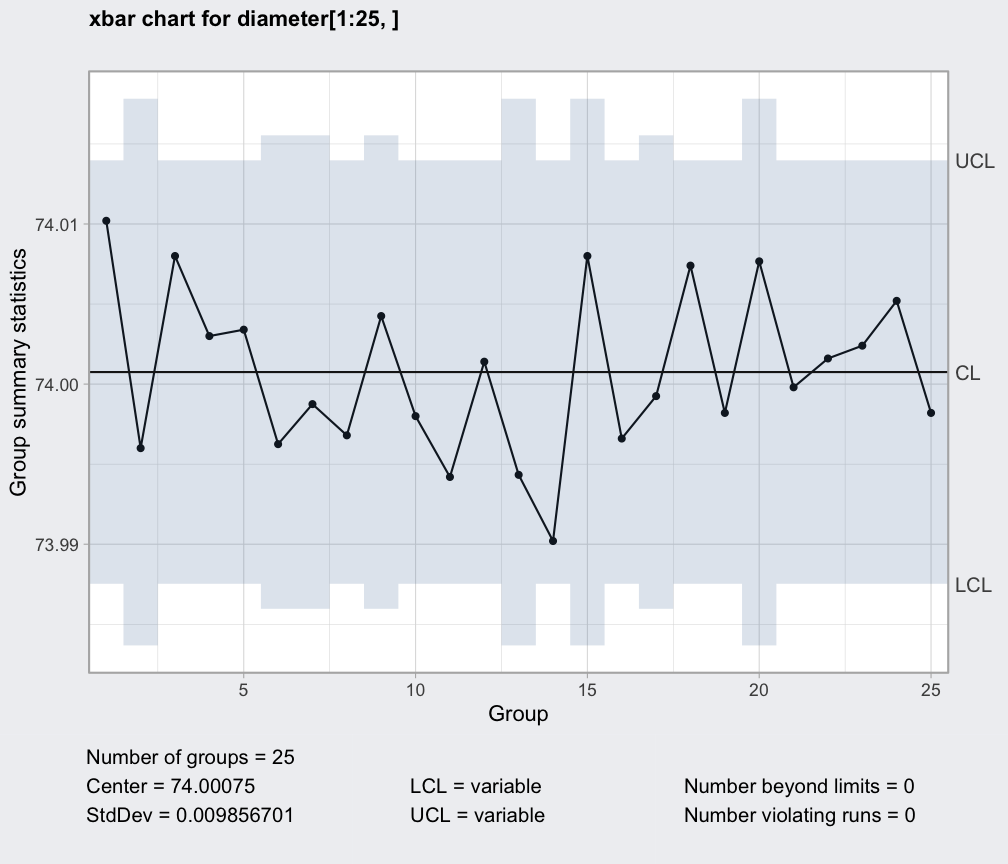 xbar chart for diameter[1:25, ]
UCL
74.01
Group summary statistics
74.00
CL
73.99
LCL
5 10 15 20 25
Group
Number of groups = 25
Center = 74.00075 LCL = variable Number beyond limits = 0
StdDev = 0.009856701 UCL = variable Number violating runs = 0